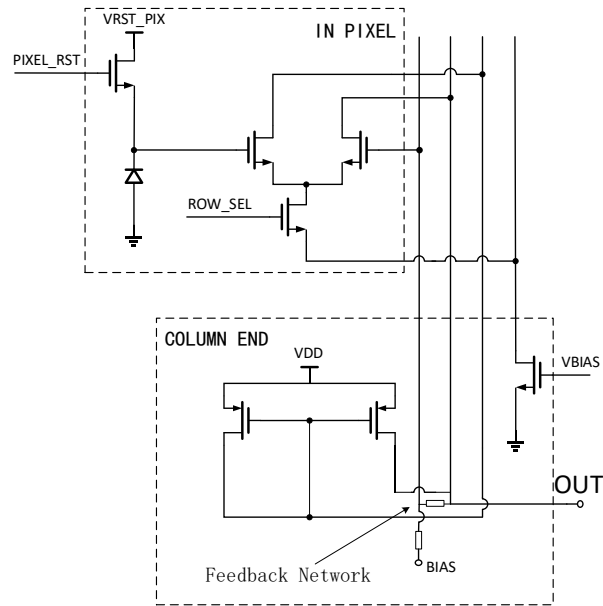 VRST_PIX
IN PIXEL
PIXEL_RST
ROW_SEL
COLUMN END
VDD
VBIAS
OUT
Feedback Network
BIAS